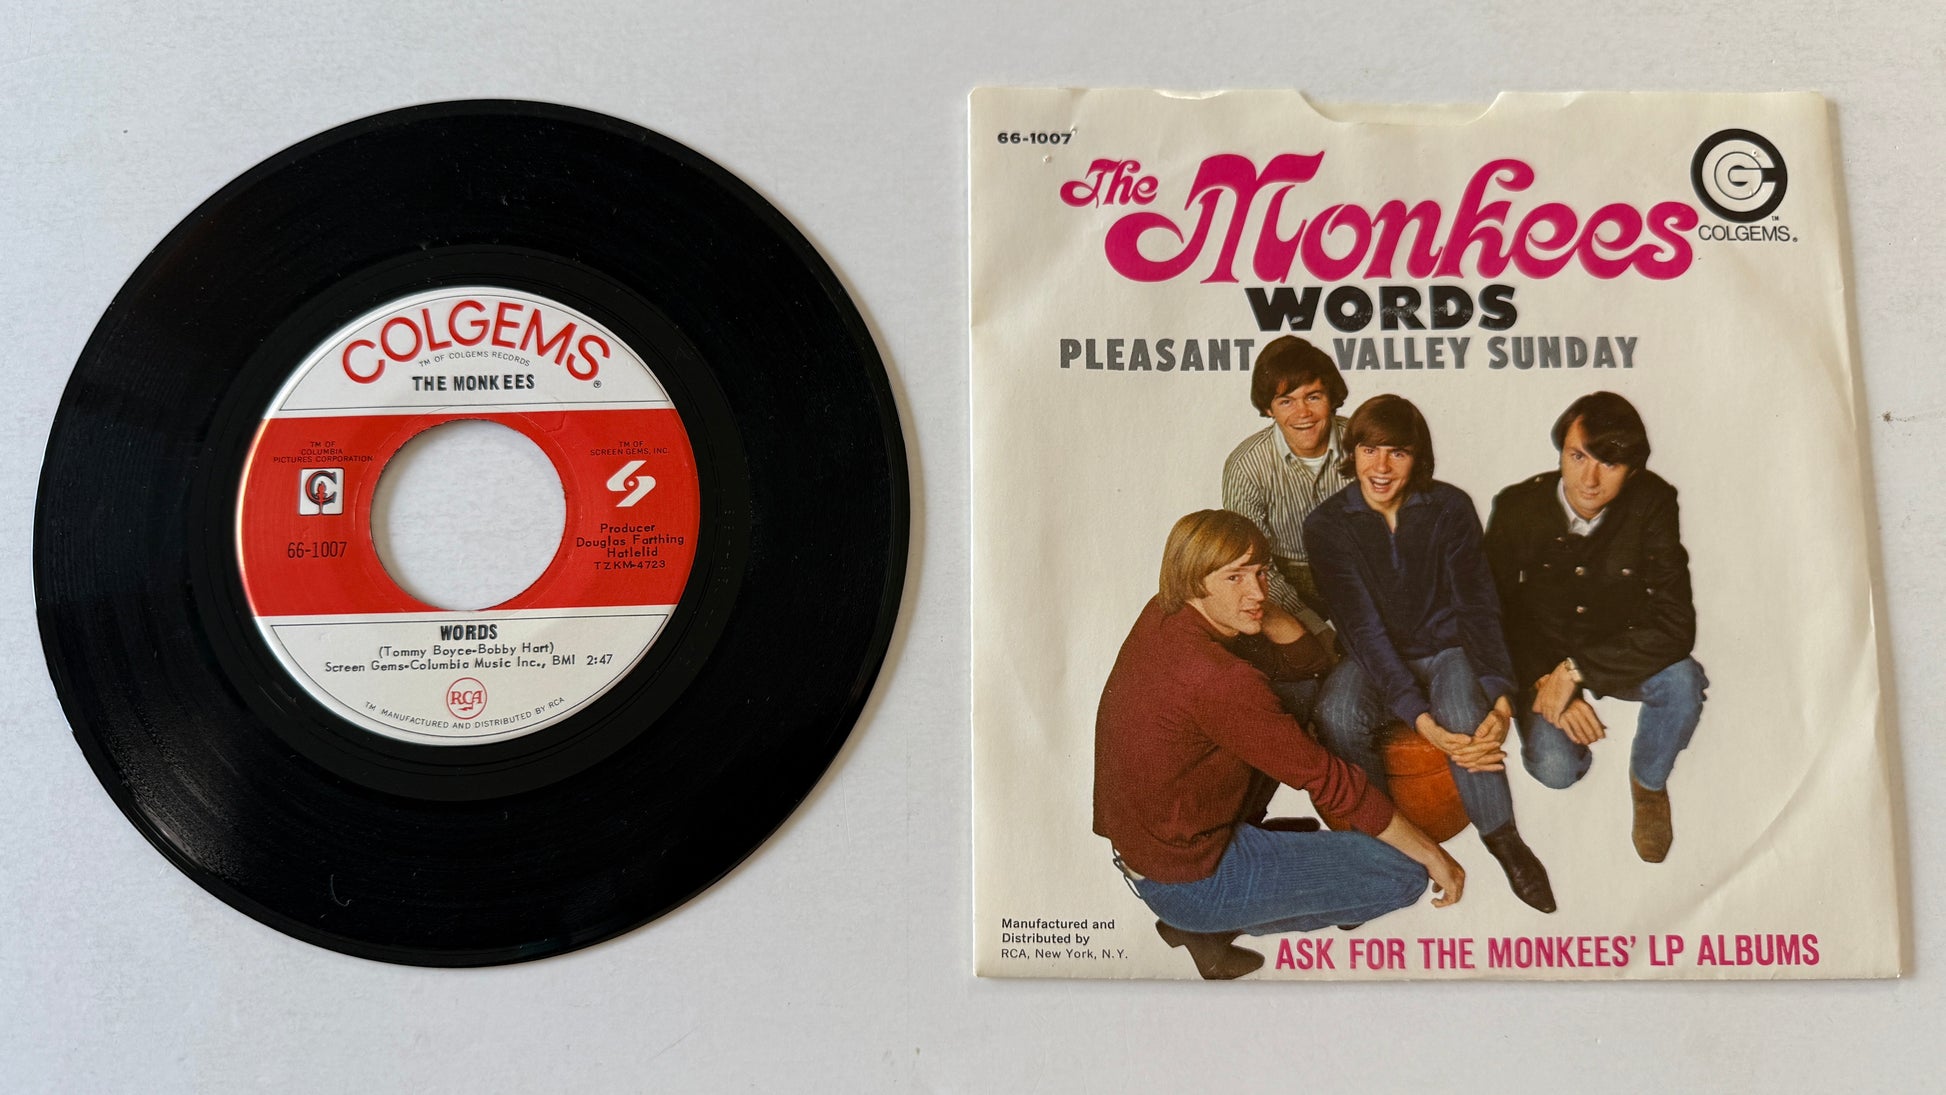 COLGEMS®
TM OF COLGEMS RECORDS
THE MONKEES
TM OF
COLUMBIA
PICTURES CORPORATION
C
66-1007
TM OF
SCREEN GEMS, INC.
S
Producer
Douglas Farthing
Hatlelid
TZKM-4723
WORDS
(Tommy Boyce-Bobby Hart)
Screen Gems-Columbia Music Inc., BMI 2:47
RCA
TM MANUFACTURED AND DISTRIBUTED BY RCA
66-1007
The Monkees
CG
TM
COLGEMS®
WORDS
PLEASANT VALLEY SUNDAY
Manufactured and
Distributed by
RCA, New York, N.Y.
ASK FOR THE MONKEES' LP ALBUMS